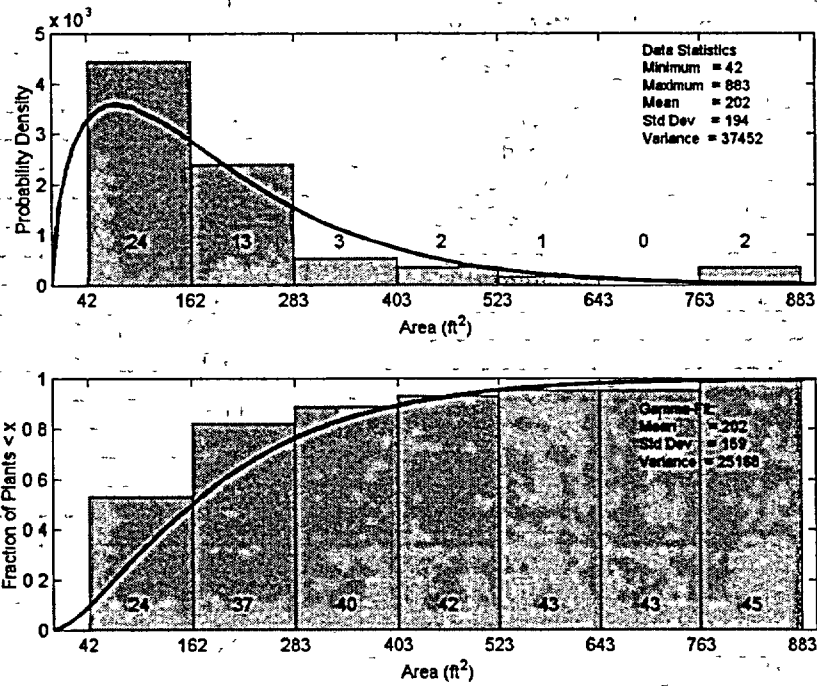 x 10³
5
4
3
2
1
0
Probability Density
Data Statistics
Minimum = 42
Maximum = 883
Mean = 202
Std Dev = 194
Variance = 37452
24 13 3 2 1 0 2
42 162 283 403 523 643 763 883
Area (ft²)
1
0 8
0 6
0 4
0 2
0
Fraction of Plants < x
Gamma-Fit
Mean = 202
Std Dev = 159
Variance = 25168
24 37 40 42 43 43 45
42 162 283 403 523 643 763 883
Area (ft²)